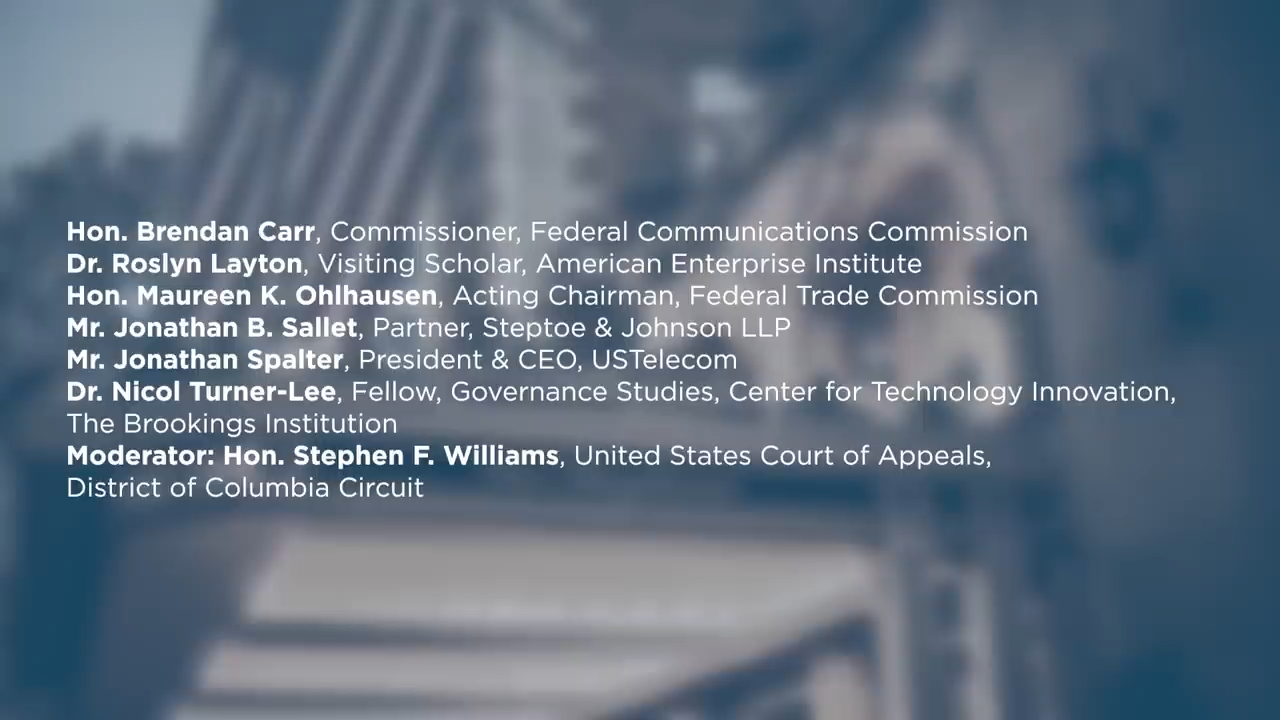 Hon. Brendan Carr, Commissioner, Federal Communications Commission
Dr. Roslyn Layton, Visiting Scholar, American Enterprise Institute
Hon. Maureen K. Ohlhausen, Acting Chairman, Federal Trade Commission
Mr. Jonathan B. Sallet, Partner, Steptoe & Johnson LLP
Mr. Jonathan Spalter, President & CEO, USTelecom
Dr. Nicol Turner-Lee, Fellow, Governance Studies, Center for Technology Innovation,
The Brookings Institution
Moderator: Hon. Stephen F. Williams, United States Court of Appeals,
District of Columbia Circuit